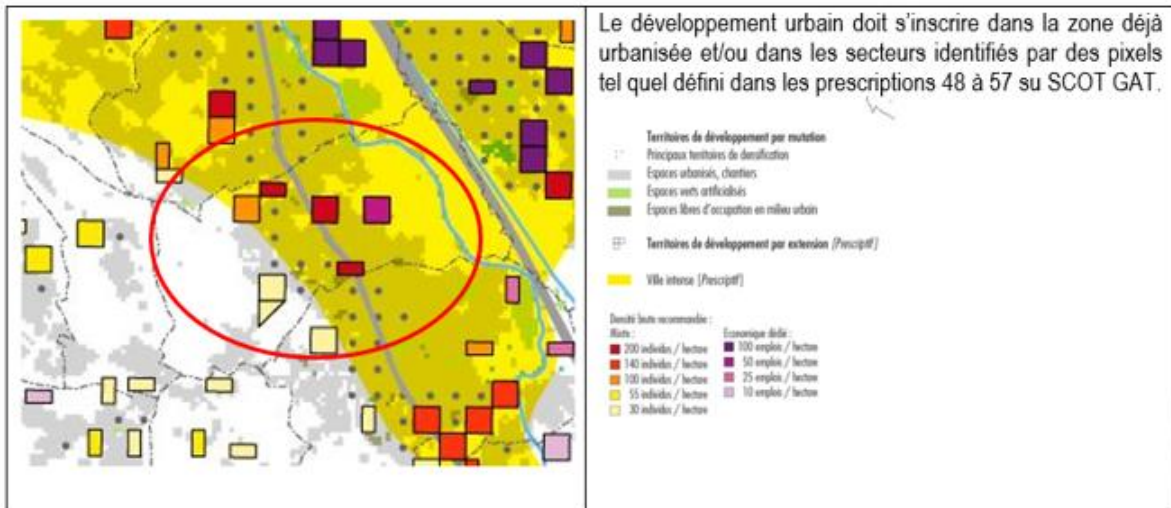 Le développement urbain doit s'inscrire dans la zone déjà
urbanisée et/ou dans les secteurs identifiés par des pixels
tel quel défini dans les prescriptions 48 à 57 su SCOT GAT.
Territoires de développement par mutation
Principaux territoires de densification
Espaces urbanisés, chantiers
Espaces verts artificialisés
Espaces libres d'occupation en milieu urbain
Territoires de développement par extension [Prescriptif]
Ville intense [Prescriptif]
Densité brute recommandée :
Mixte :
200 individus / hectare
140 individus / hectare
100 individus / hectare
55 individus / hectare
30 individus / hectare
Economique dédié :
100 emplois / hectare
50 emplois / hectare
25 emplois / hectare
10 emplois / hectare